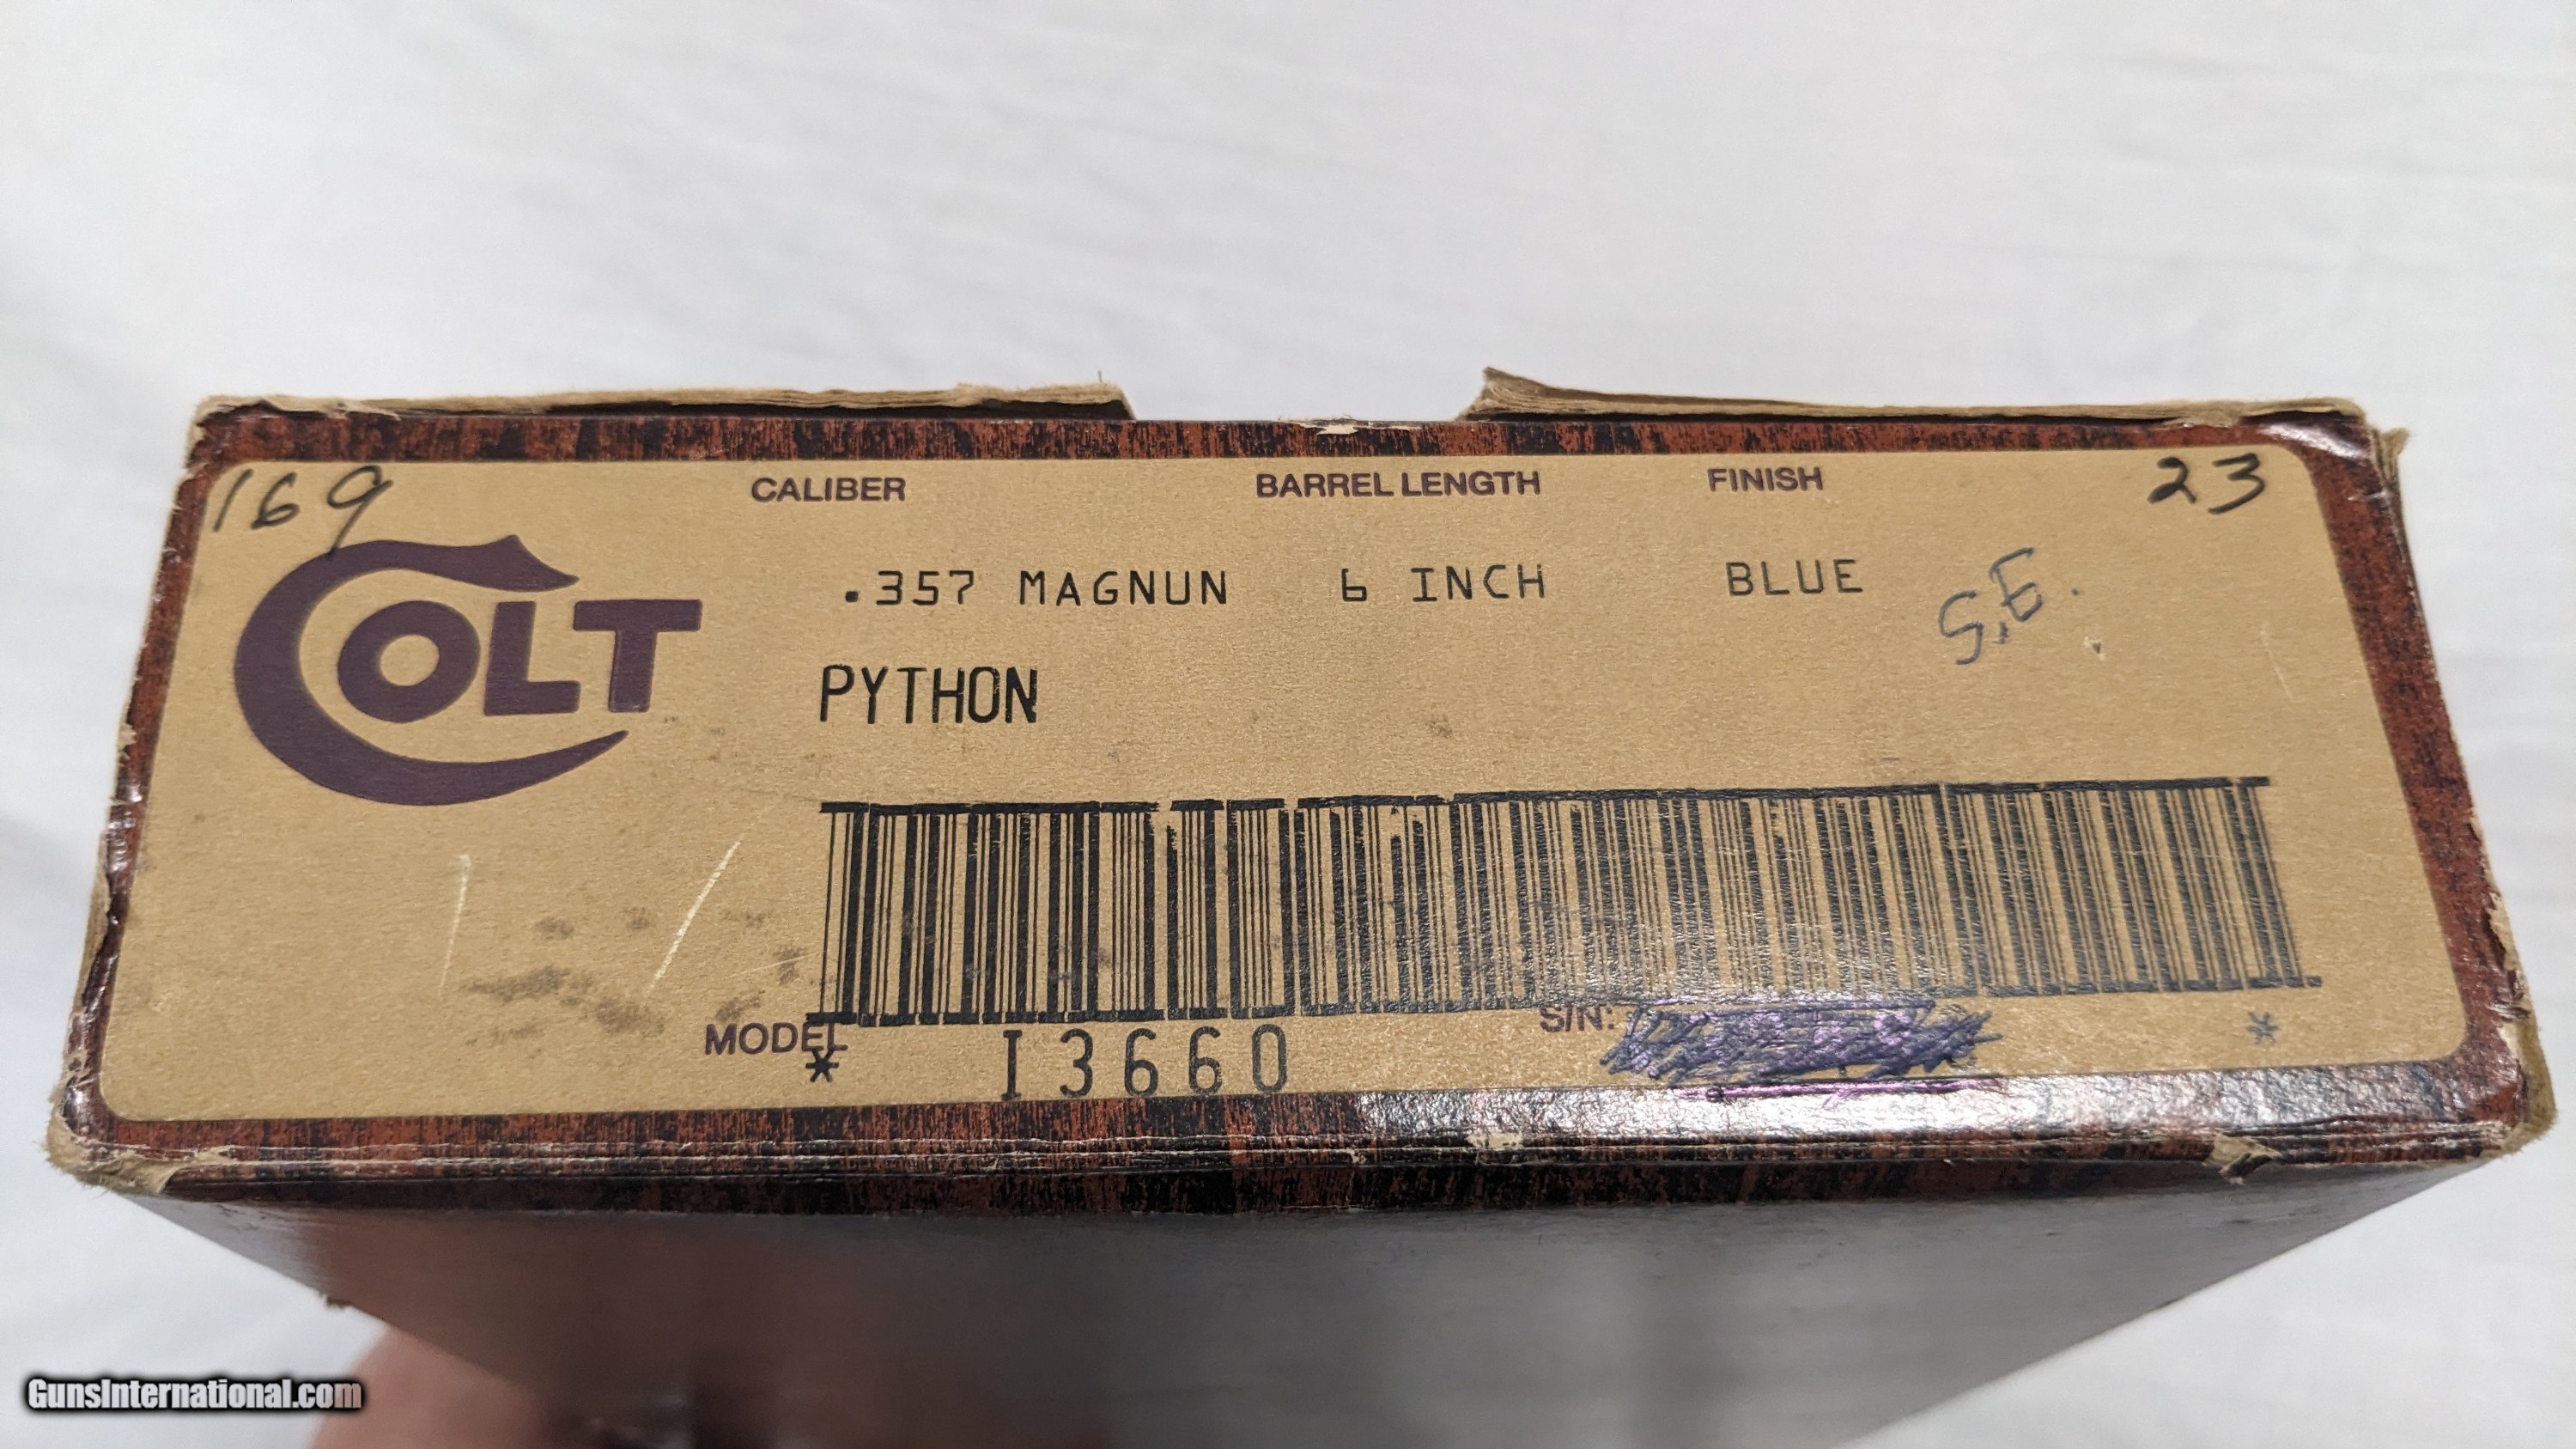 169 CALIBER BARREL LENGTH FINISH 23
COLT .357 MAGNUN 6 INCH BLUE S.E.
PYTHON
MODEL S/N:
* I3660 *
GunsInternational.com